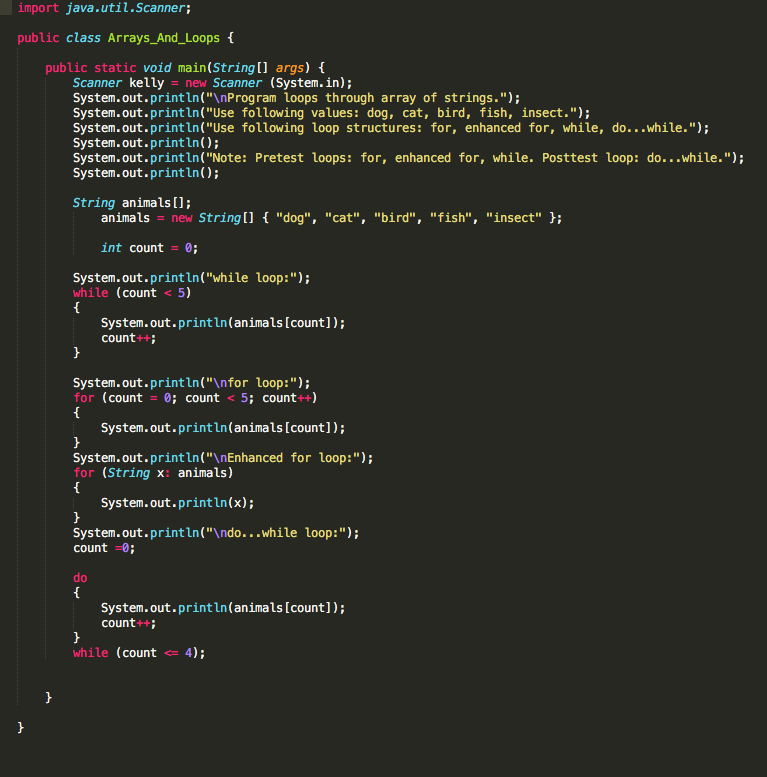 import java.util.Scanner;
public class Arrays_And_Loops {
public static void main(String[] args) {
Scanner kelly = new Scanner (System.in);
System.out.println("\nProgram loops through array of strings.");
System.out.println("Use following values: dog, cat, bird, fish, insect.");
System.out.println("Use following loop structures: for, enhanced for, while, do...while.");
System.out.println();
System.out.println("Note: Pretest loops: for, enhanced for, while. Posttest loop: do...while.");
System.out.println();
String animals[];
animals = new String[] { "dog", "cat", "bird", "fish", "insect" };
int count = 0;
System.out.println("while loop:");
while (count < 5)
{
System.out.println(animals[count]);
count++;
}
System.out.println("\nfor loop:");
for (count = 0; count < 5; count++)
{
System.out.println(animals[count]);
}
System.out.println("\nEnhanced for loop:");
for (String x: animals)
{
System.out.println(x);
}
System.out.println("\ndo...while loop:");
count =0;
do
{
System.out.println(animals[count]);
count++;
}
while (count <= 4);
}
}